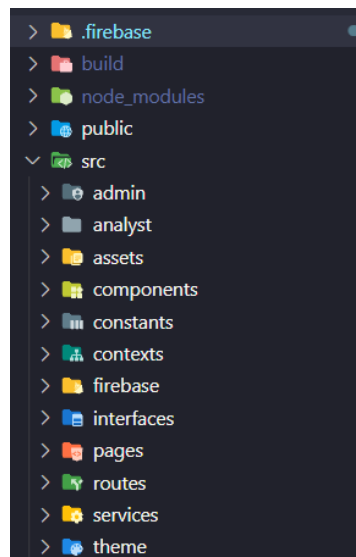 .firebase
build
node_modules
public
src
admin
analyst
assets
components
constants
contexts
firebase
interfaces
pages
routes
services
theme